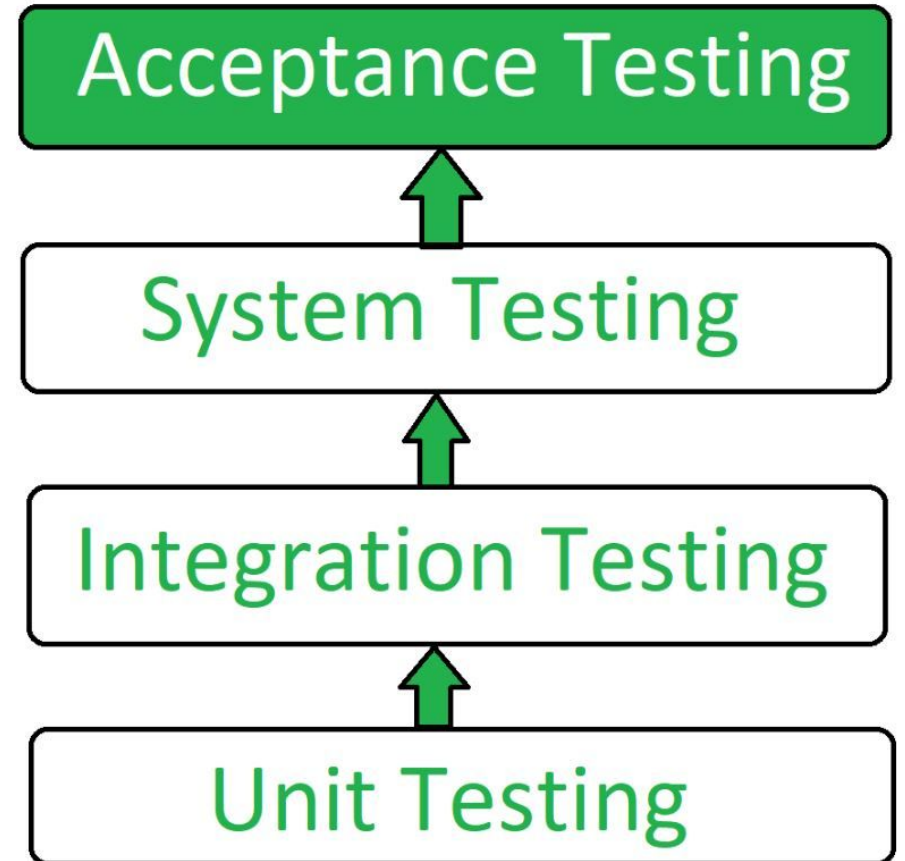 Acceptance Testing
System Testing
Integration Testing
Unit Testing